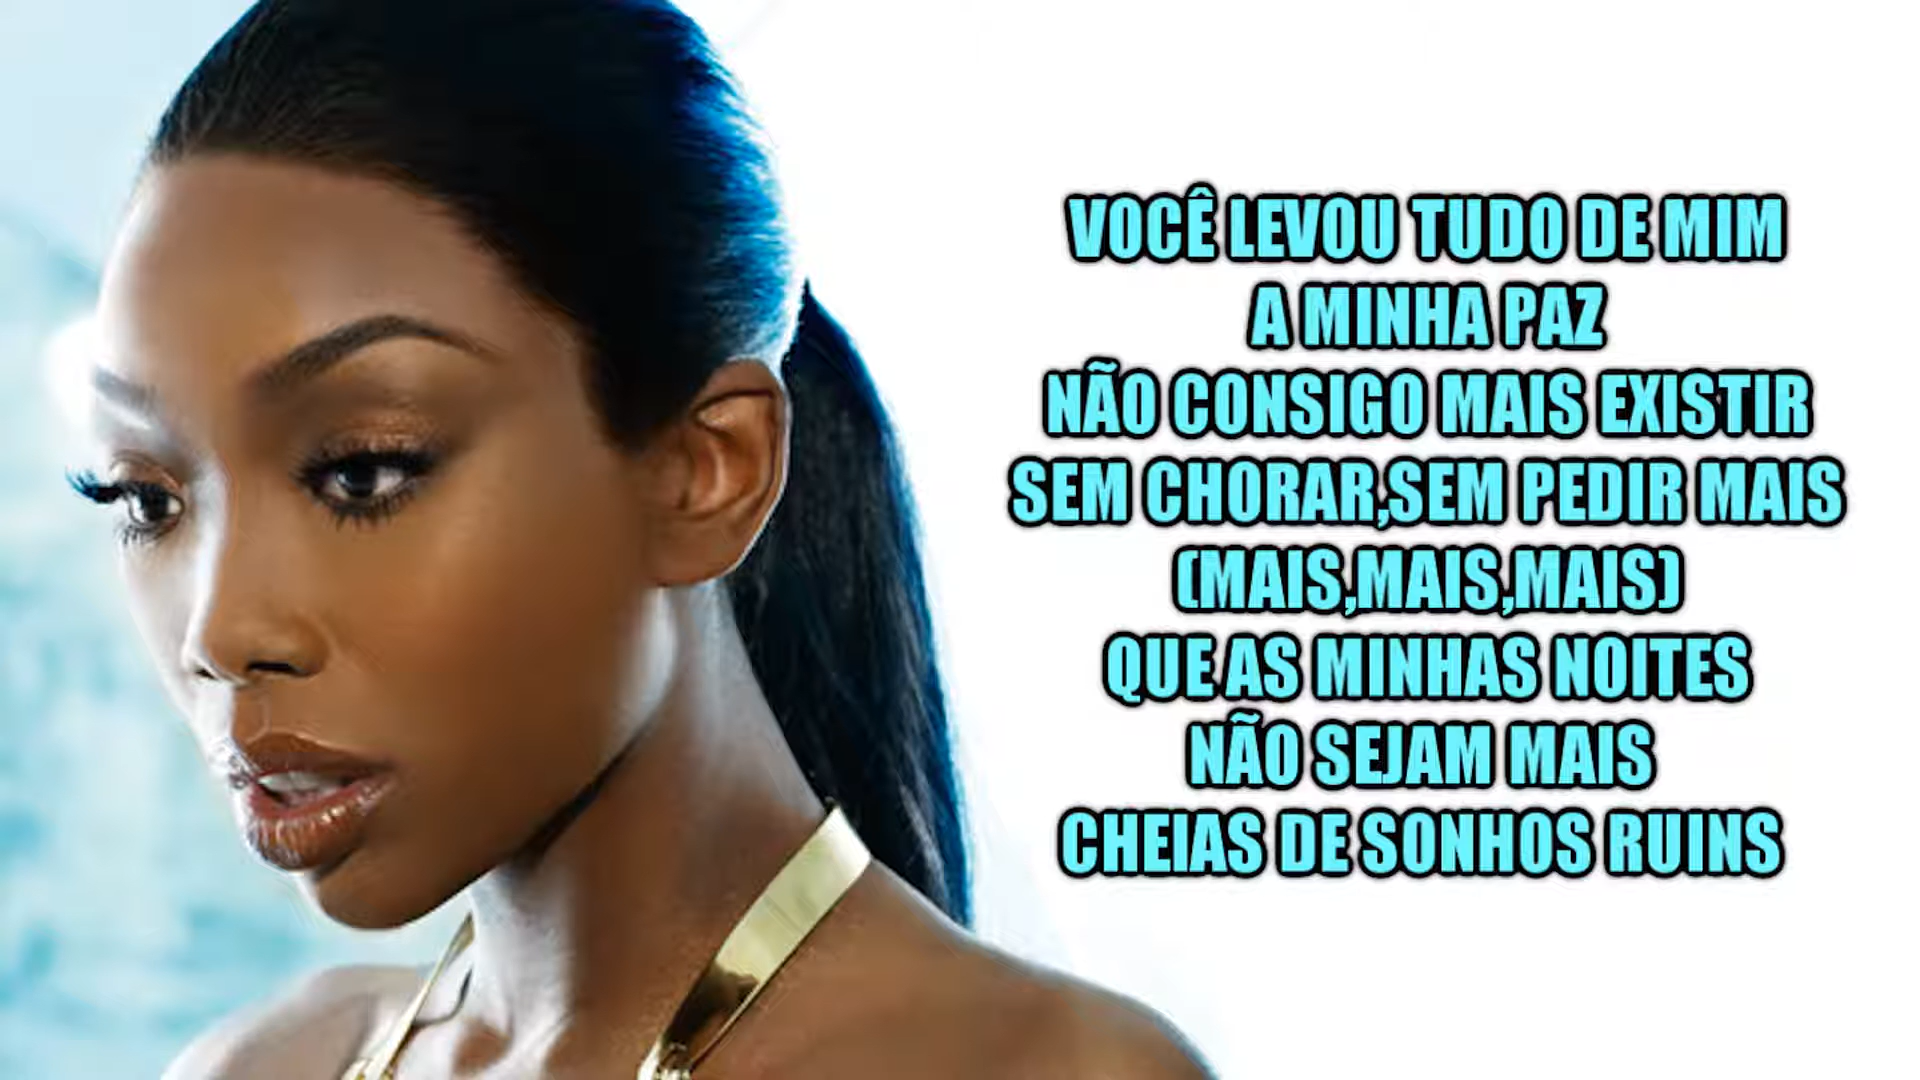 VOCÊ LEVOU TUDO DE MIM
A MINHA PAZ
NÃO CONSIGO MAIS EXISTIR
SEM CHORAR,SEM PEDIR MAIS
(MAIS,MAIS,MAIS)
QUE AS MINHAS NOITES
NÃO SEJAM MAIS
CHEIAS DE SONHOS RUINS